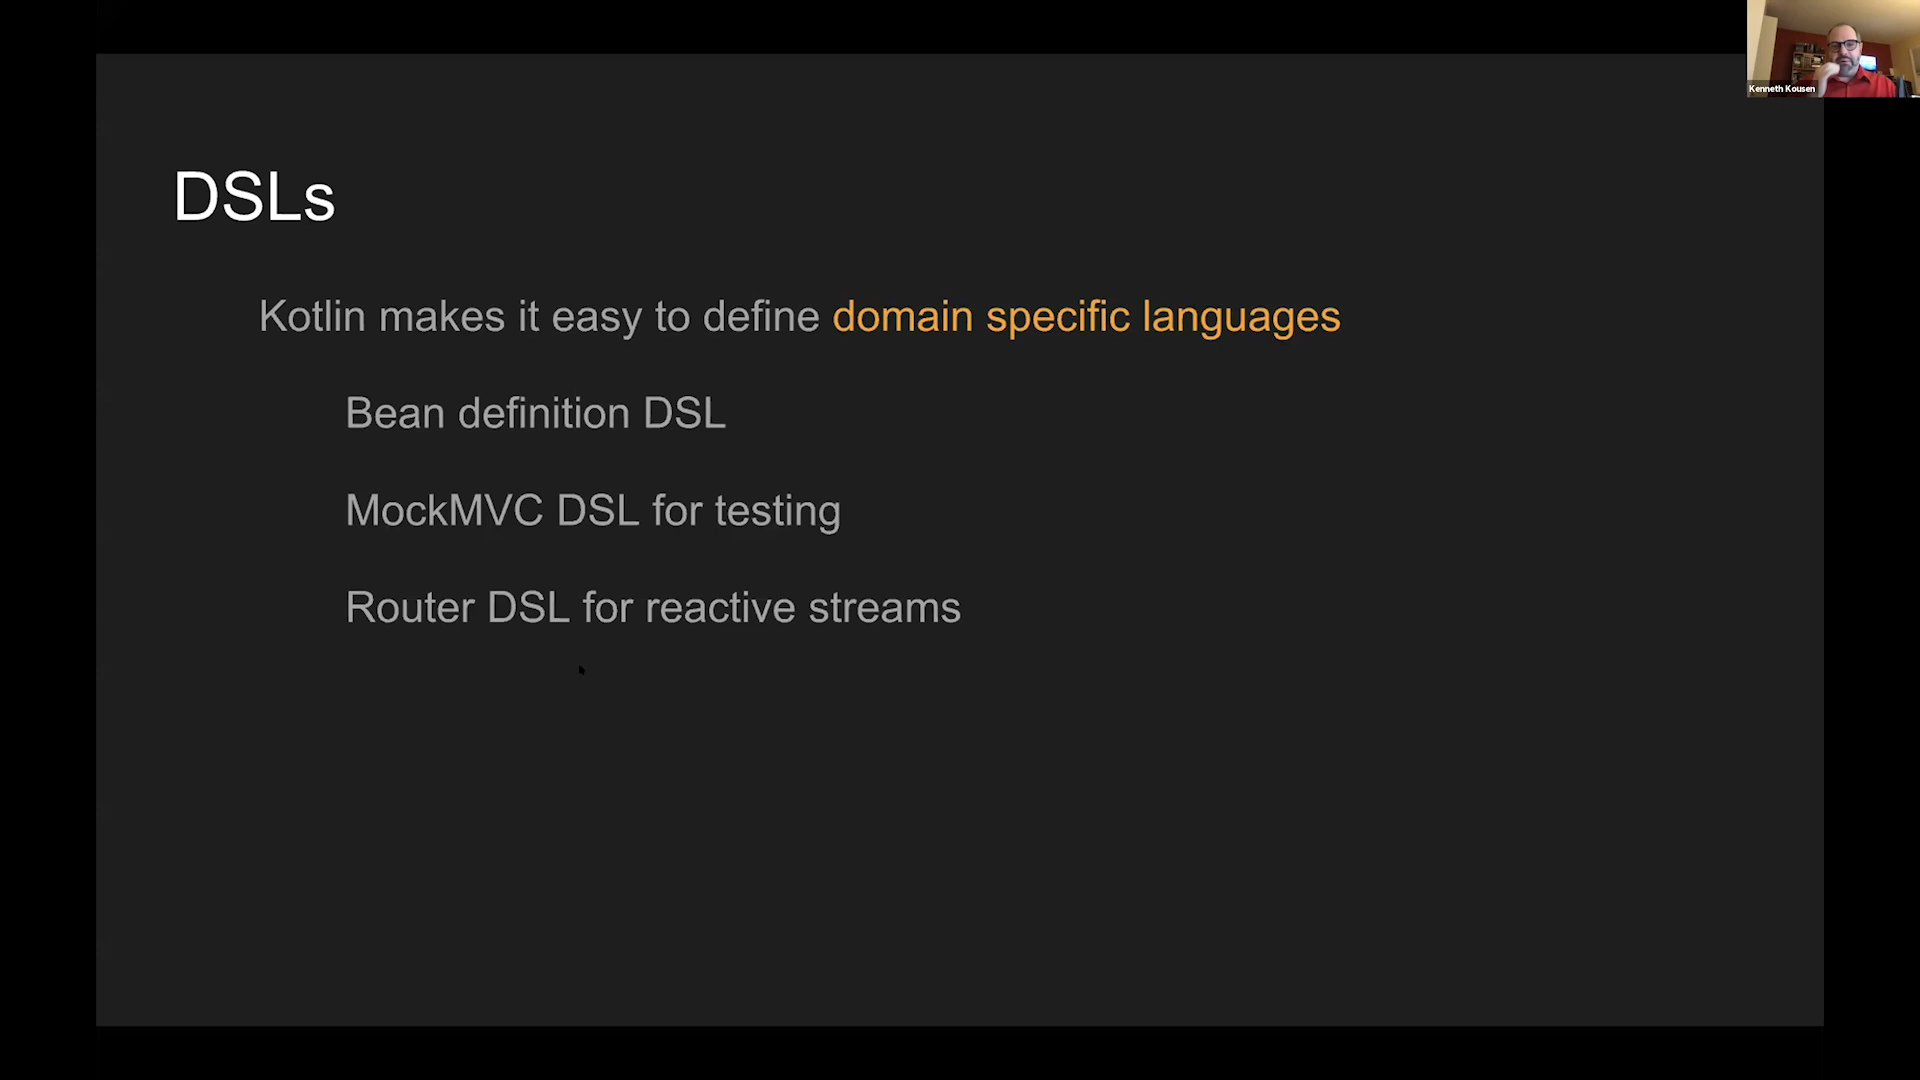 Kenneth Kousen
DSLs
Kotlin makes it easy to define domain specific languages
Bean definition DSL
MockMVC DSL for testing
Router DSL for reactive streams